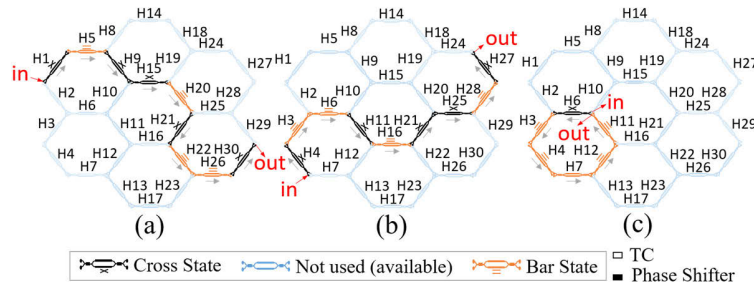 H14
H5 H8 H18
H1 H9 H19 H24
in H15 H27
H2 H10 H20 H28
H6 H25
H3 H11 H21 H29
H16
H4 H12 H22 H30 out
H7 H26
H13 H23
H17
(a)
H14
H5 H8 H18 out
H1 H9 H19 H24 H27
H15
H2 H10 H20 H28
H6 H25
H3 H11 H21 H29
H16
H4 H12 H22 H30
in H7 H26
H13 H23
H17
(b)
H14
H5 H8 H18
H1 H9 H19 H24
H15 H27
H2 H10 in H20 H28
H6 H25
H3 out H11 H29
H16
H4 H12 H22 H30
H7 H26
H13 H23
H17
(c)
Cross State Not used (available) Bar State
TC
Phase Shifter